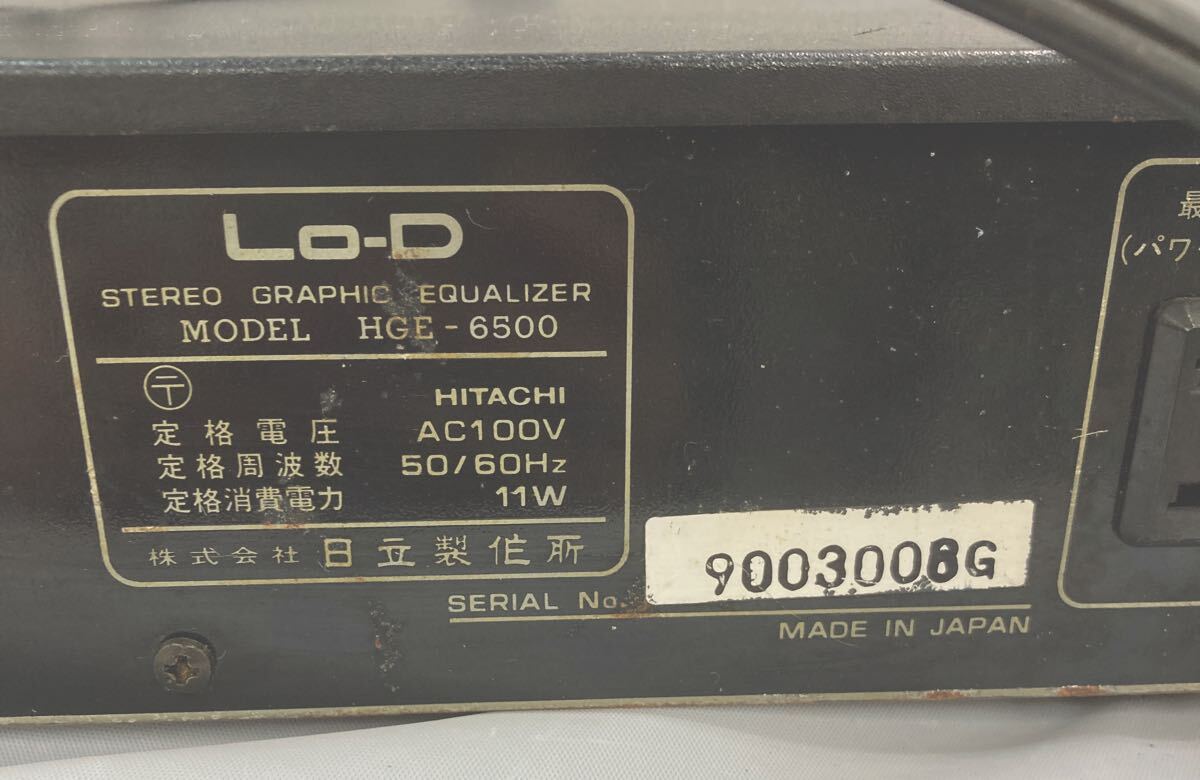 Lo-D
STEREO GRAPHIC EQUALIZER
MODEL HGE-6500
〒
HITACHI
定格電圧 AC100V
定格周波数 50/60Hz
定格消費電力 11W
株式会社 日立製作所
SERIAL No. 9003008G
MADE IN JAPAN
最
(パワー